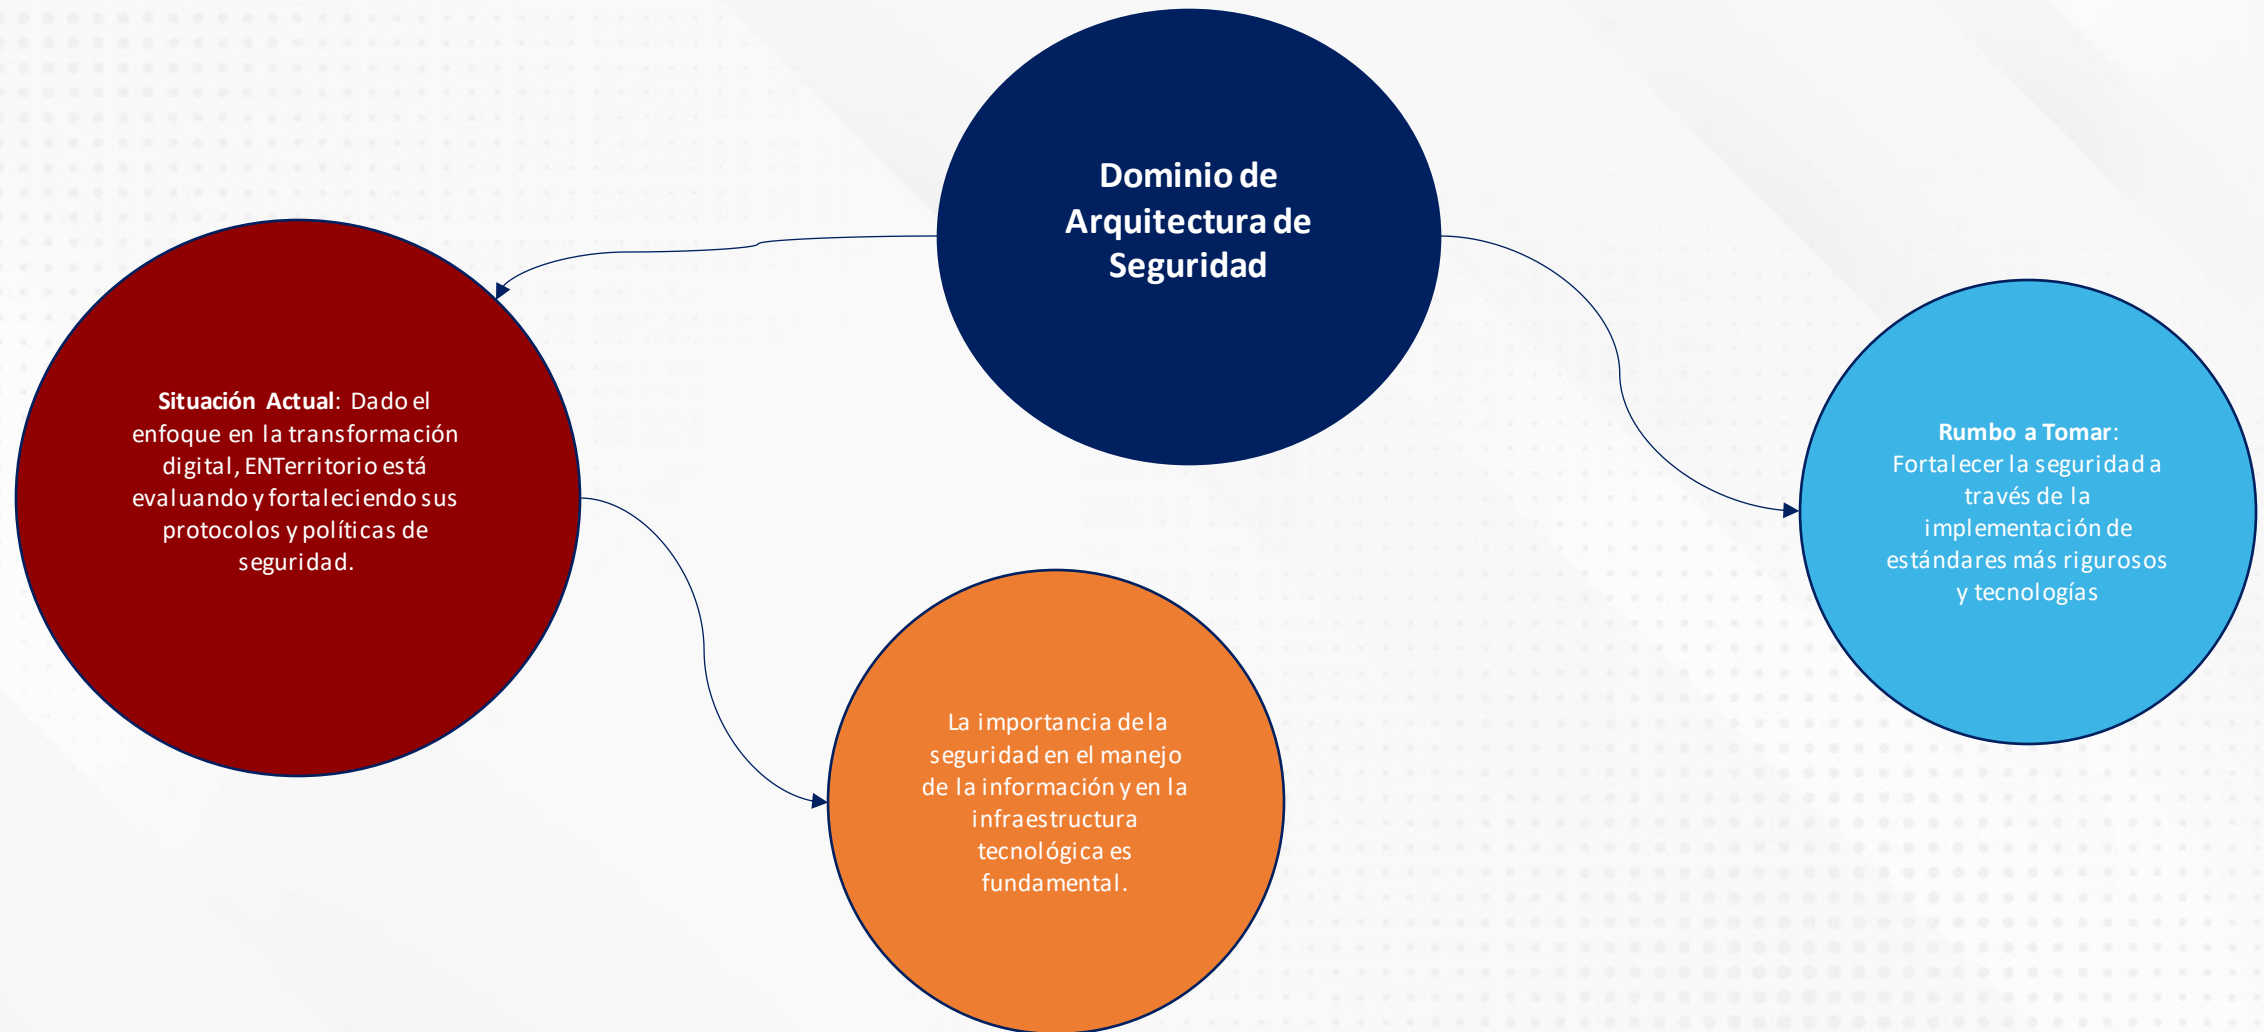 Dominio de
Arquitectura de
Seguridad
Situación Actual: Dado el
enfoque en la transformación
digital, ENTerritorio está
evaluando y fortaleciendo sus
protocolos y políticas de
seguridad.
Rumbo a Tomar:
Fortalecer la seguridad a
través de la
implementación de
estándares más rigurosos
y tecnologías
La importancia de la
seguridad en el manejo
de la información y en la
infraestructura
tecnológica es
fundamental.